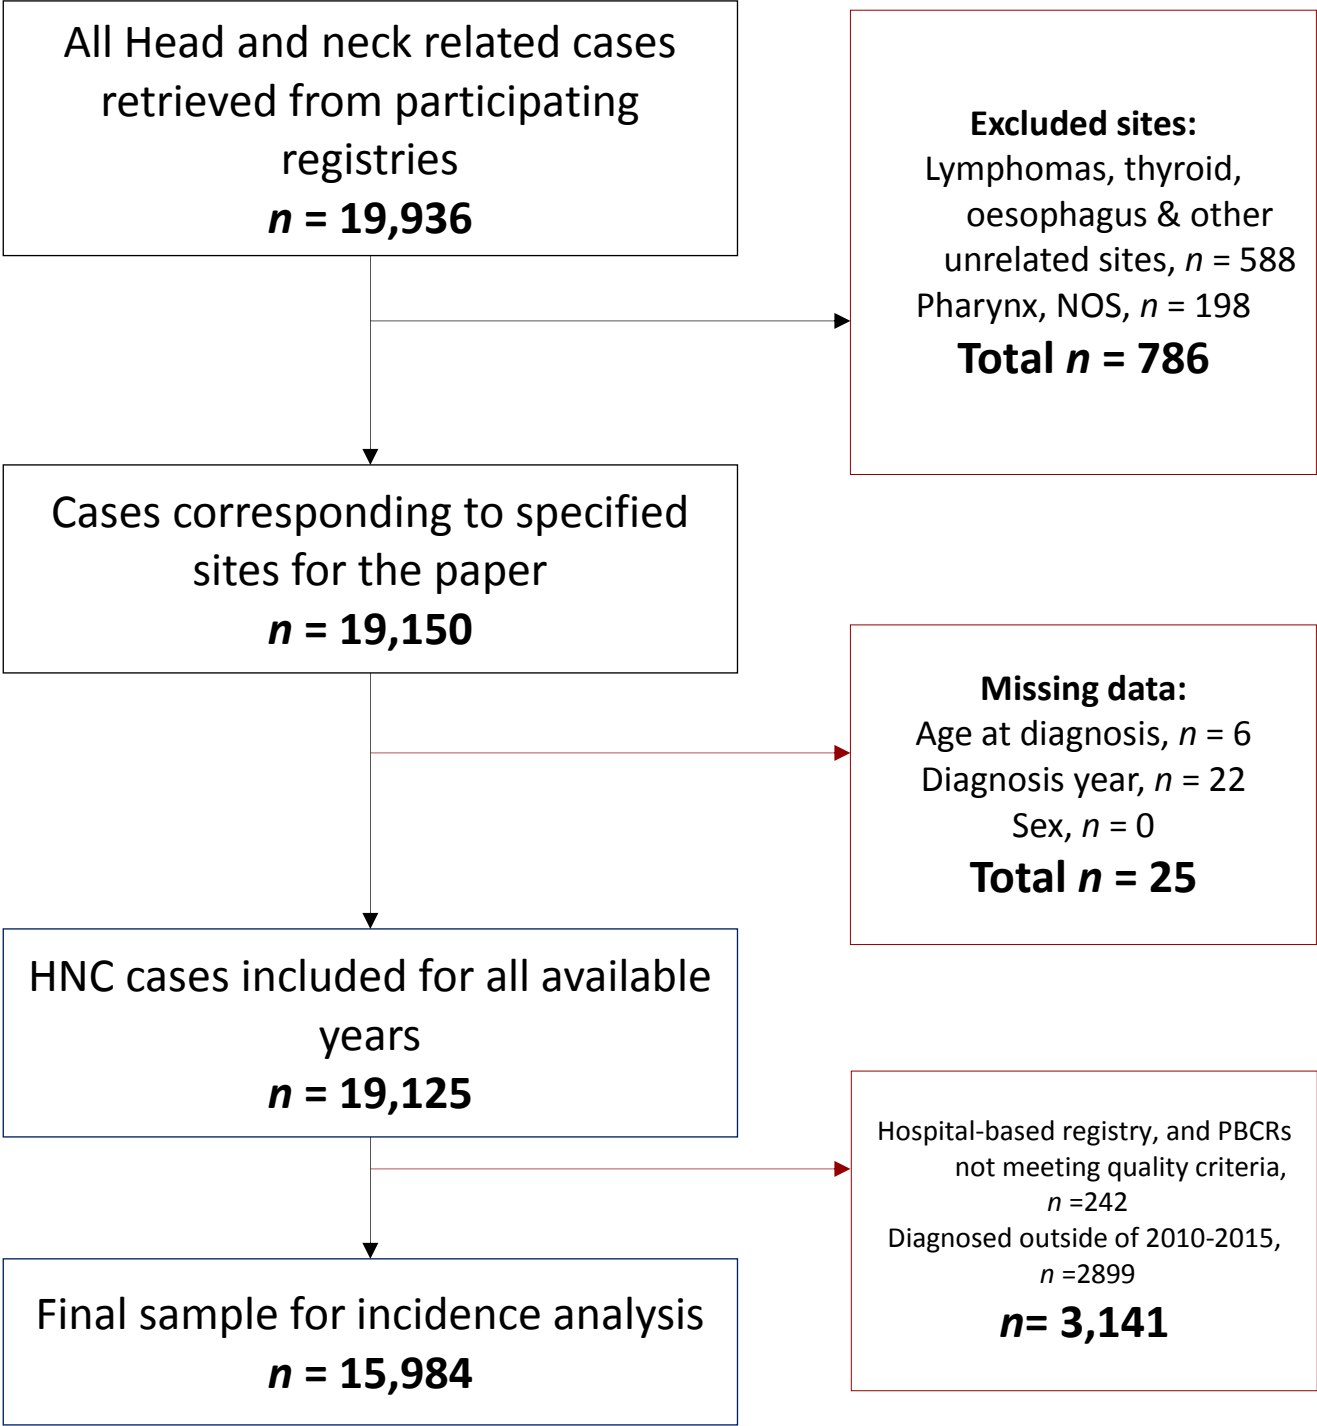 All Head and neck related cases
retrieved from participating
registries
n = 19,936
Excluded sites:
Lymphomas, thyroid,
oesophagus & other
unrelated sites, n = 588
Pharynx, NOS, n = 198
Total n = 786
Cases corresponding to specified
sites for the paper
n = 19,150
Missing data:
Age at diagnosis, n = 6
Diagnosis year, n = 22
Sex, n = 0
Total n = 25
HNC cases included for all available
years
n = 19,125
Hospital-based registry, and PBCRs
not meeting quality criteria,
n =242
Diagnosed outside of 2010-2015,
n =2899
n= 3,141
Final sample for incidence analysis
n = 15,984